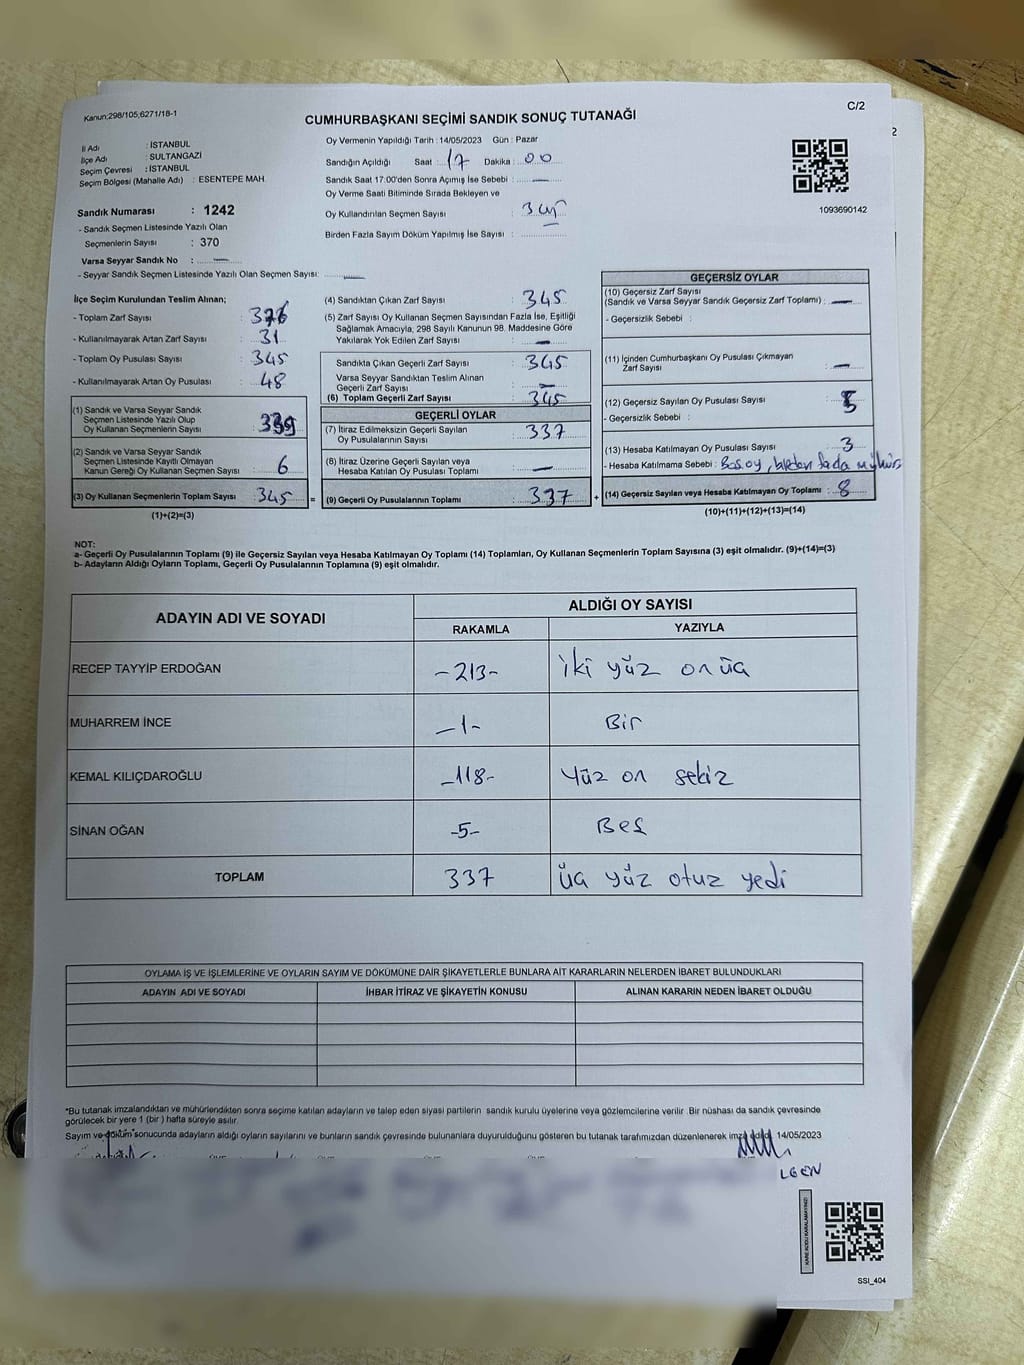 Kanun;298/105;6271/18-1
C/2
CUMHURBAŞKANI SEÇİMİ SANDIK SONUÇ TUTANAĞI
İl Adı : İSTANBUL
İlçe Adı : SULTANGAZİ
Seçim Çevresi : İSTANBUL
Seçim Bölgesi (Mahalle Adı) : ESENTEPE MAH.
Oy Vermenin Yapıldığı Tarih : 14/05/2023 Gün : Pazar
Sandığın Açıldığı Saat : 17 Dakika : 00
Sandık Saat 17:00'den Sonra Açımış İse Sebebi : —
Oy Verme Saati Bitiminde Sırada Bekleyen ve
Oy Kullandırılan Seçmen Sayısı :
Birden Fazla Sayım Döküm Yapılmış İse Sayısı :
1093690142
Sandık Numarası : 1242
- Sandık Seçmen Listesinde Yazılı Olan
Seçmenlerin Sayısı : 370
Varsa Seyyar Sandık No : —
- Seyyar Sandık Seçmen Listesinde Yazılı Olan Seçmen Sayısı: —
İlçe Seçim Kurulundan Teslim Alınan;
- Toplam Zarf Sayısı :
- Kullanılmayarak Artan Zarf Sayısı : 31
- Toplam Oy Pusulası Sayısı : 345
- Kullanılmayarak Artan Oy Pusulası : 48
(1) Sandık ve Varsa Seyyar Sandık
Seçmen Listesinde Yazılı Olup
Oy Kullanan Seçmenlerin Sayısı : 339
(2) Sandık ve Varsa Seyyar Sandık
Seçmen Listesinde Kayıtlı Olmayan
Kanun Gereği Oy Kullanan Seçmen Sayısı : 6
(3) Oy Kullanan Seçmenlerin Toplam Sayısı : 345 =
(1)+(2)=(3)
(4) Sandıktan Çıkan Zarf Sayısı : 345
(5) Zarf Sayısı Oy Kullanan Seçmen Sayısından Fazla İse, Eşitliği
Sağlamak Amacıyla, 298 Sayılı Kanunun 98. Maddesine Göre
Yakılarak Yok Edilen Zarf Sayısı : —
Sandıkta Çıkan Geçerli Zarf Sayısı : 345
Varsa Seyyar Sandıktan Teslim Alınan
Geçerli Zarf Sayısı : —
(6) Toplam Geçerli Zarf Sayısı : 345
GEÇERLİ OYLAR
(7) İtiraz Edilmeksizin Geçerli Sayılan
Oy Pusulalarının Sayısı : 337
(8) İtiraz Üzerine Geçerli Sayılan veya
Hesaba Katılan Oy Pusulası Toplamı : —
(9) Geçerli Oy Pusulalarının Toplamı : 337 +
GEÇERSİZ OYLAR
(10) Geçersiz Zarf Sayısı
(Sandık ve Varsa Seyyar Sandık Geçersiz Zarf Toplamı) : —
- Geçersizlik Sebebi :
(11) İçinden Cumhurbaşkanı Oy Pusulası Çıkmayan
Zarf Sayısı : —
(12) Geçersiz Sayılan Oy Pusulası Sayısı : 5
- Geçersizlik Sebebi :
(13) Hesaba Katılmayan Oy Pusulası Sayısı : 3
- Hesaba Katılmama Sebebi : Boş oy, birden fazla mühür
(14) Geçersiz Sayılan veya Hesaba Katılmayan Oy Toplamı : 8
(10)+(11)+(12)+(13)=(14)
NOT:
a- Geçerli Oy Pusulalarının Toplamı (9) ile Geçersiz Sayılan veya Hesaba Katılmayan Oy Toplamı (14) Toplamları, Oy Kullanan Seçmenlerin Toplam Sayısına (3) eşit olmalıdır. (9)+(14)=(3)
b- Adayların Aldığı Oyların Toplamı, Geçerli Oy Pusulalarının Toplamına (9) eşit olmalıdır.
ADAYIN ADI VE SOYADI
ALDIĞI OY SAYISI
RAKAMLA YAZIYLA
RECEP TAYYİP ERDOĞAN -213- iki yüz on üç
MUHARREM İNCE -1- Bir
KEMAL KILIÇDAROĞLU -118- Yüz on sekiz
SİNAN OĞAN -5- Beş
TOPLAM 337 üç yüz otuz yedi
OYLAMA İŞ VE İŞLEMLERİNE VE OYLARIN SAYIM VE DÖKÜMÜNE DAİR ŞİKAYETLERLE BUNLARA AİT KARARLARIN NELERDEN İBARET BULUNDUKLARI
ADAYIN ADI VE SOYADI İHBAR İTİRAZ VE ŞİKAYETİN KONUSU ALINAN KARARIN NEDEN İBARET OLDUĞU
*Bu tutanak imzalandıktan ve mühürlendikten sonra seçime katılan adayların ve talep eden siyasi partilerin sandık kurulu üyelerine veya gözlemcilerine verilir. Bir nüshası da sandık çevresinde
görülecek bir yere 1 (bir) hafta süreyle asılır.
Sayım ve döküm sonucunda adayların aldığı oyların sayılarını ve bunların sandık çevresinde bulunanlara duyurulduğunu gösteren bu tutanak tarafımızdan düzenlenerek imza edildi. 14/05/2023
SSI_404